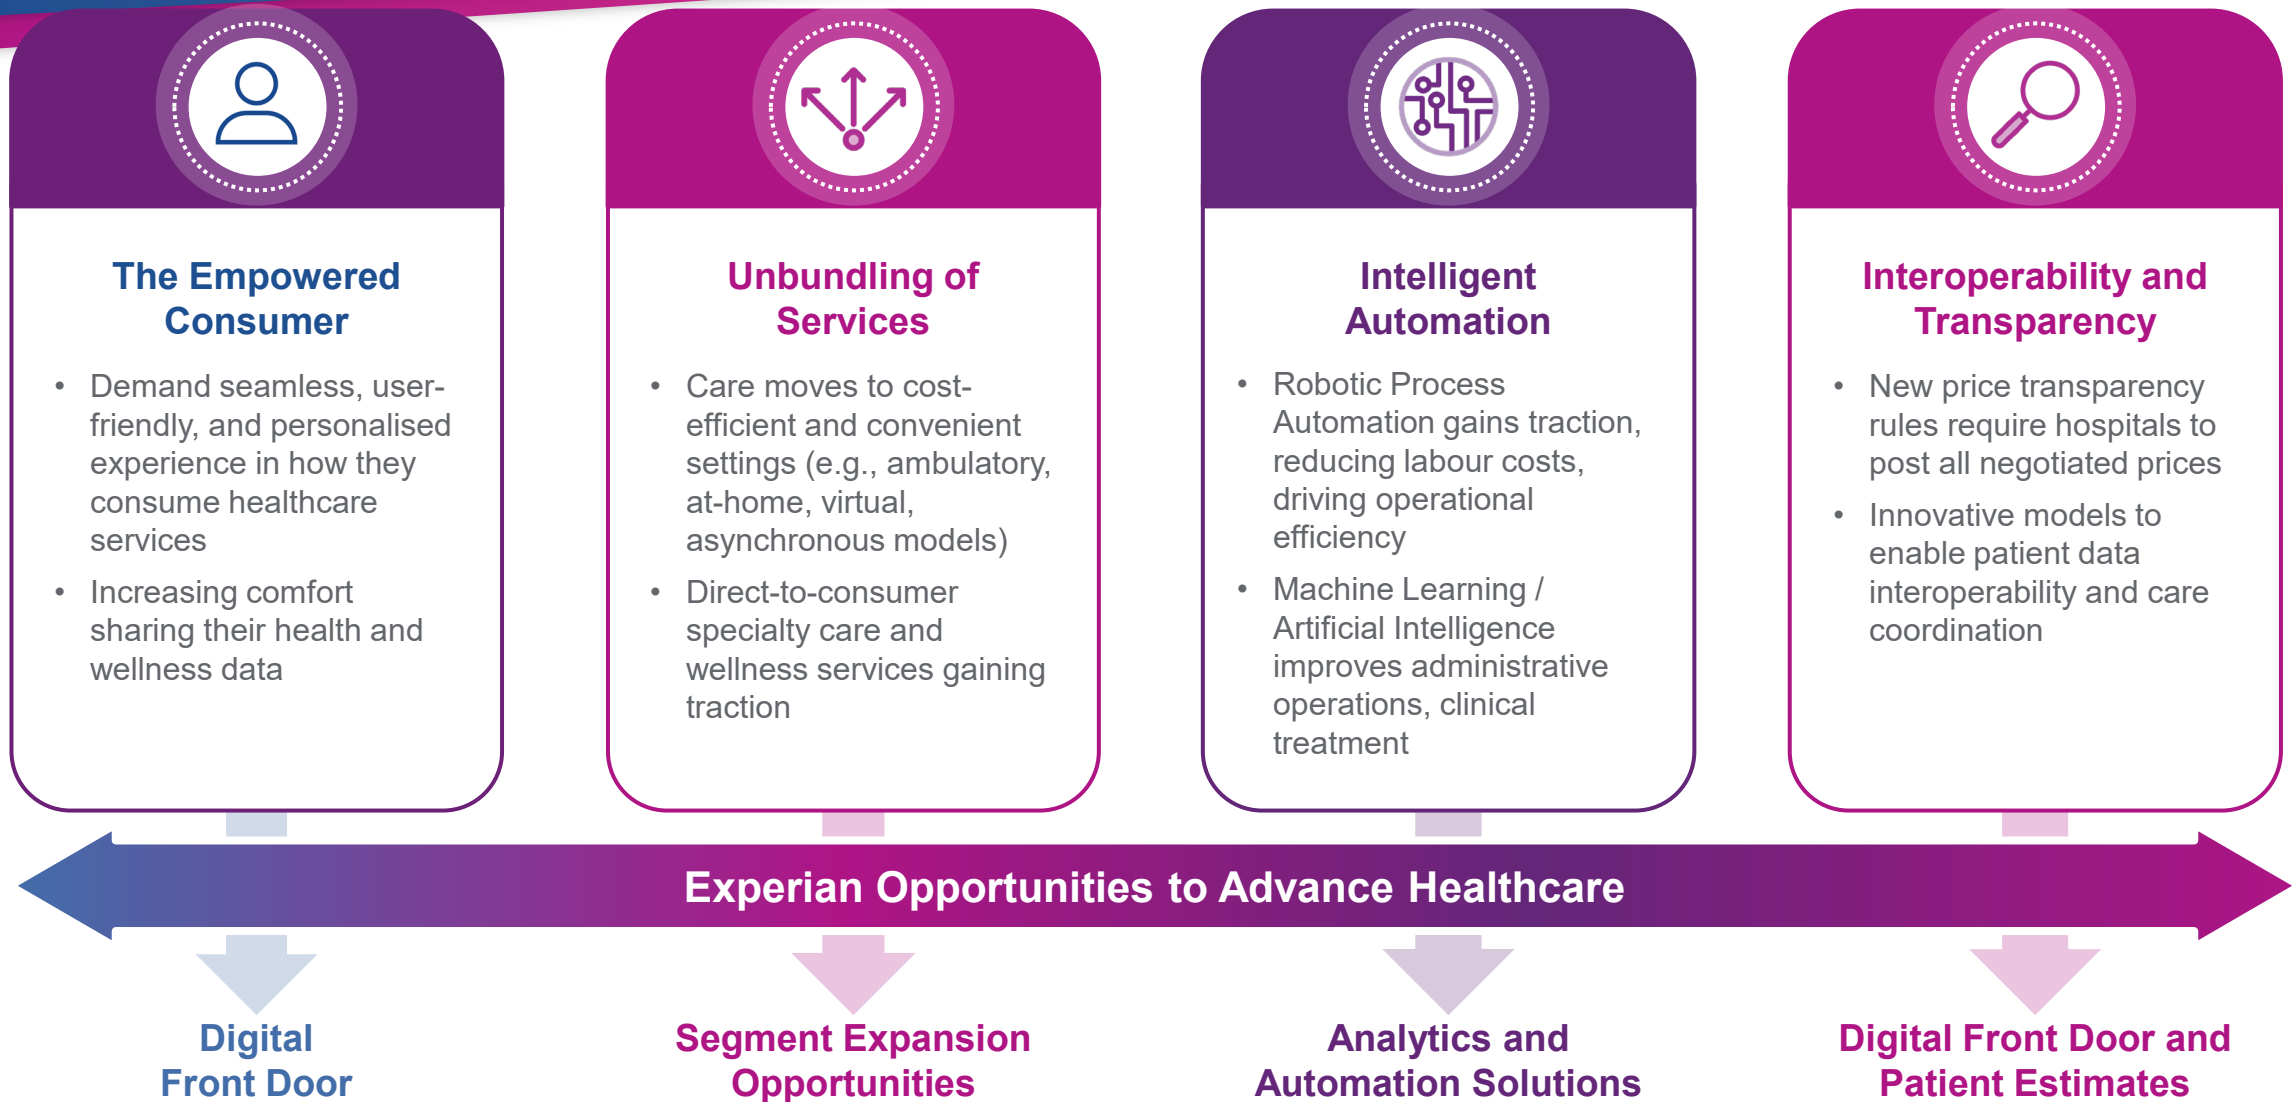 The Empowered
Consumer
• Demand seamless, user-
friendly, and personalised
experience in how they
consume healthcare
services
• Increasing comfort
sharing their health and
wellness data
Unbundling of
Services
• Care moves to cost-
efficient and convenient
settings (e.g., ambulatory,
at-home, virtual,
asynchronous models)
• Direct-to-consumer
specialty care and
wellness services gaining
traction
Intelligent
Automation
• Robotic Process
Automation gains traction,
reducing labour costs,
driving operational
efficiency
• Machine Learning /
Artificial Intelligence
improves administrative
operations, clinical
treatment
Interoperability and
Transparency
• New price transparency
rules require hospitals to
post all negotiated prices
• Innovative models to
enable patient data
interoperability and care
coordination
Experian Opportunities to Advance Healthcare
Digital
Front Door
Segment Expansion
Opportunities
Analytics and
Automation Solutions
Digital Front Door and
Patient Estimates